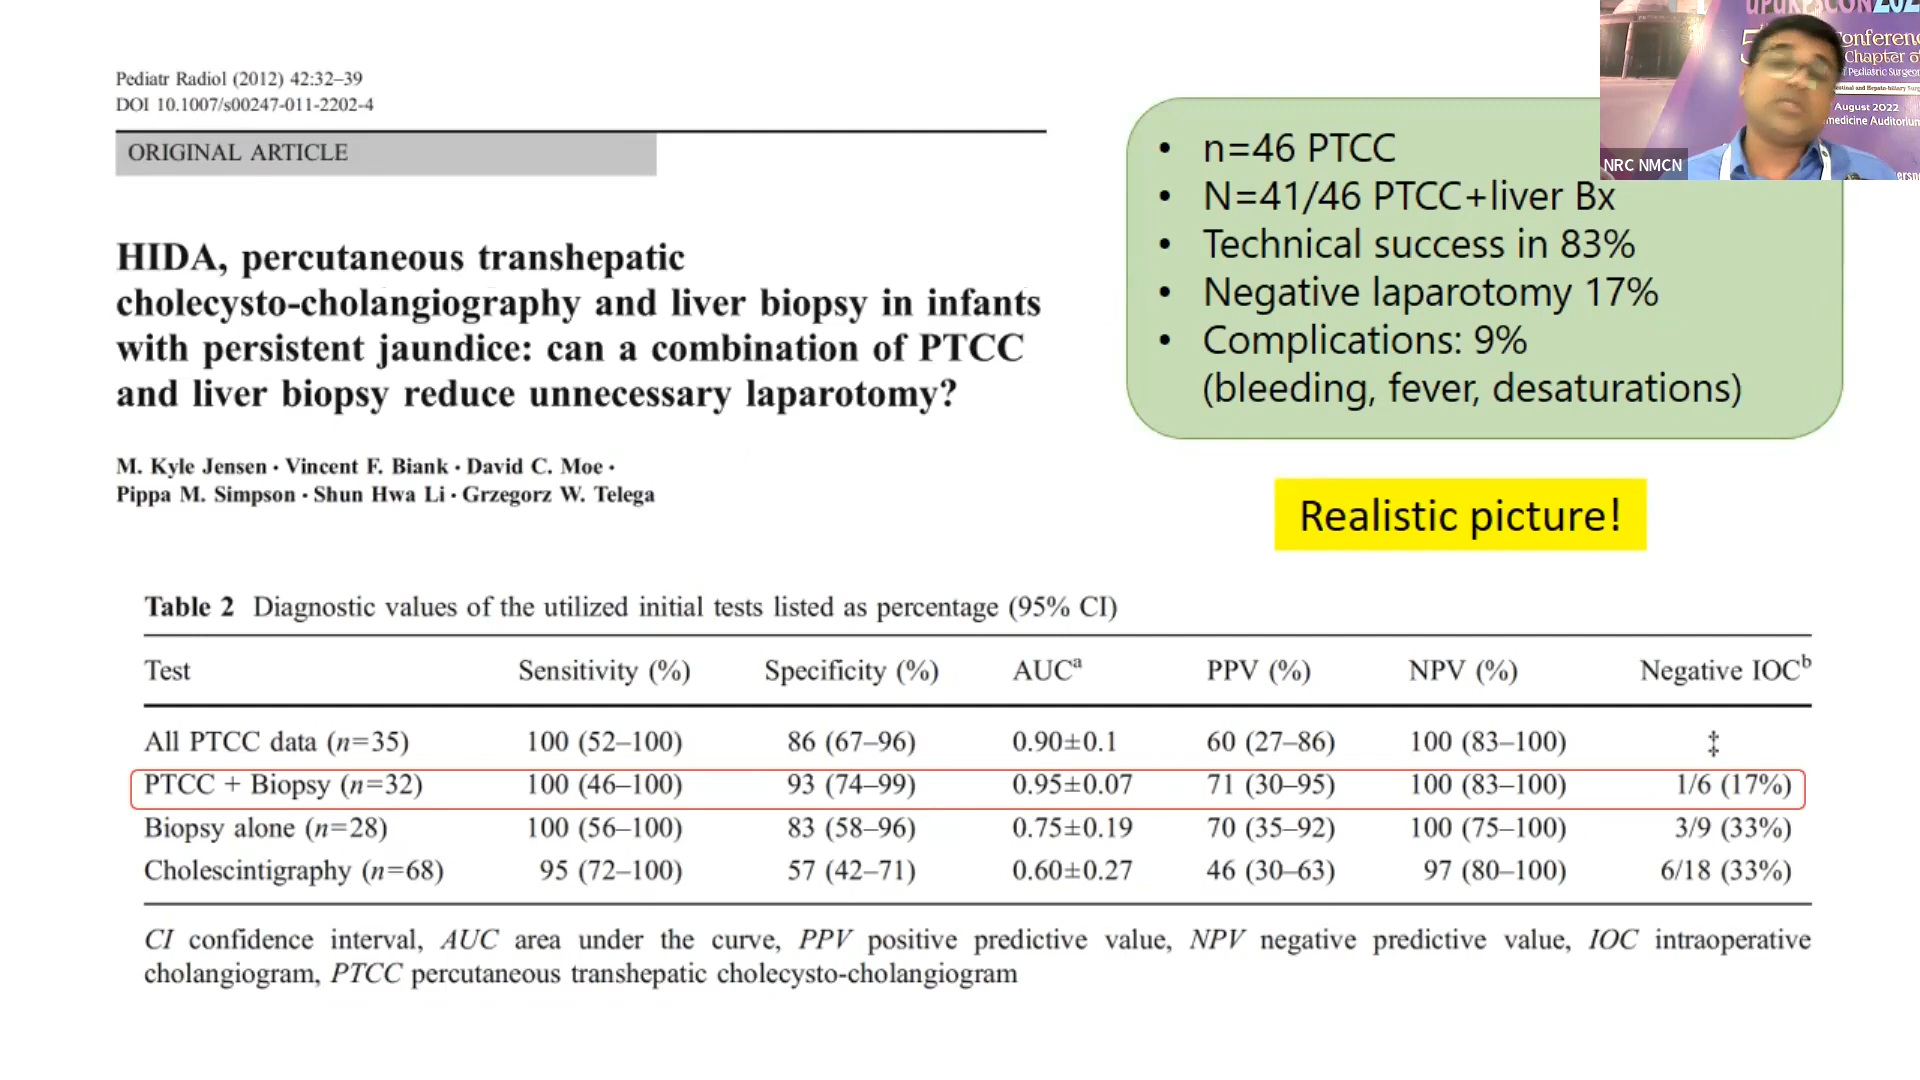 Pediatr Radiol (2012) 42:32–39
DOI 10.1007/s00247-011-2202-4
ORIGINAL ARTICLE
HIDA, percutaneous transhepatic
cholecysto-cholangiography and liver biopsy in infants
with persistent jaundice: can a combination of PTCC
and liver biopsy reduce unnecessary laparotomy?
M. Kyle Jensen · Vincent F. Biank · David C. Moe ·
Pippa M. Simpson · Shun Hwa Li · Grzegorz W. Telega
• n=46 PTCC
• N=41/46 PTCC+liver Bx
• Technical success in 83%
• Negative laparotomy 17%
• Complications: 9%
(bleeding, fever, desaturations)
Realistic picture!
August 2022
NRC NMCN
Table 2 Diagnostic values of the utilized initial tests listed as percentage (95% CI)
Test Sensitivity (%) Specificity (%) AUCᵃ PPV (%) NPV (%) Negative IOCᵇ
All PTCC data (n=35) 100 (52–100) 86 (67–96) 0.90±0.1 60 (27–86) 100 (83–100) ‡
PTCC + Biopsy (n=32) 100 (46–100) 93 (74–99) 0.95±0.07 71 (30–95) 100 (83–100) 1/6 (17%)
Biopsy alone (n=28) 100 (56–100) 83 (58–96) 0.75±0.19 70 (35–92) 100 (75–100) 3/9 (33%)
Cholescintigraphy (n=68) 95 (72–100) 57 (42–71) 0.60±0.27 46 (30–63) 97 (80–100) 6/18 (33%)
CI confidence interval, AUC area under the curve, PPV positive predictive value, NPV negative predictive value, IOC intraoperative
cholangiogram, PTCC percutaneous transhepatic cholecysto-cholangiogram